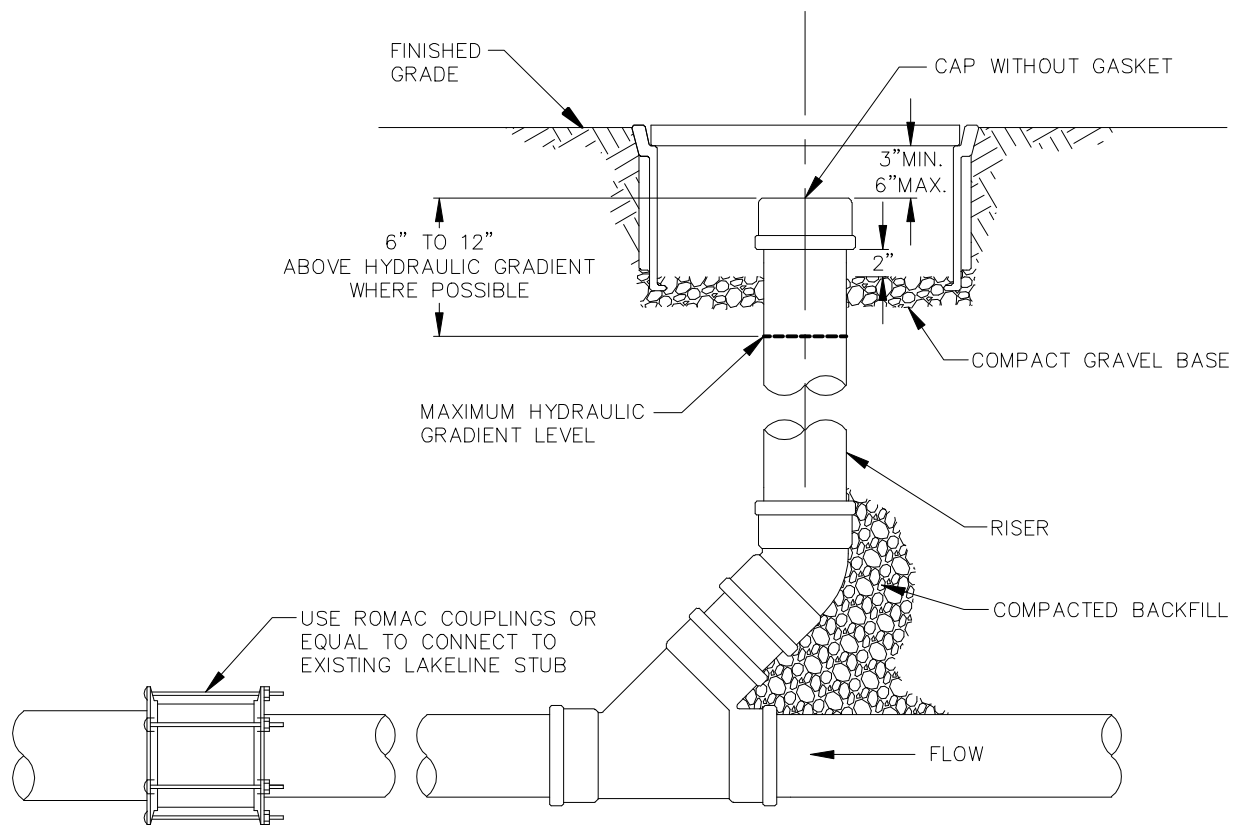 FINISHED
GRADE
CAP WITHOUT GASKET
3”MIN.
6”MAX.
6” TO 12”
ABOVE HYDRAULIC GRADIENT
WHERE POSSIBLE
2”
COMPACT GRAVEL BASE
MAXIMUM HYDRAULIC
GRADIENT LEVEL
RISER
COMPACTED BACKFILL
USE ROMAC COUPLINGS OR
EQUAL TO CONNECT TO
EXISTING LAKELINE STUB
FLOW